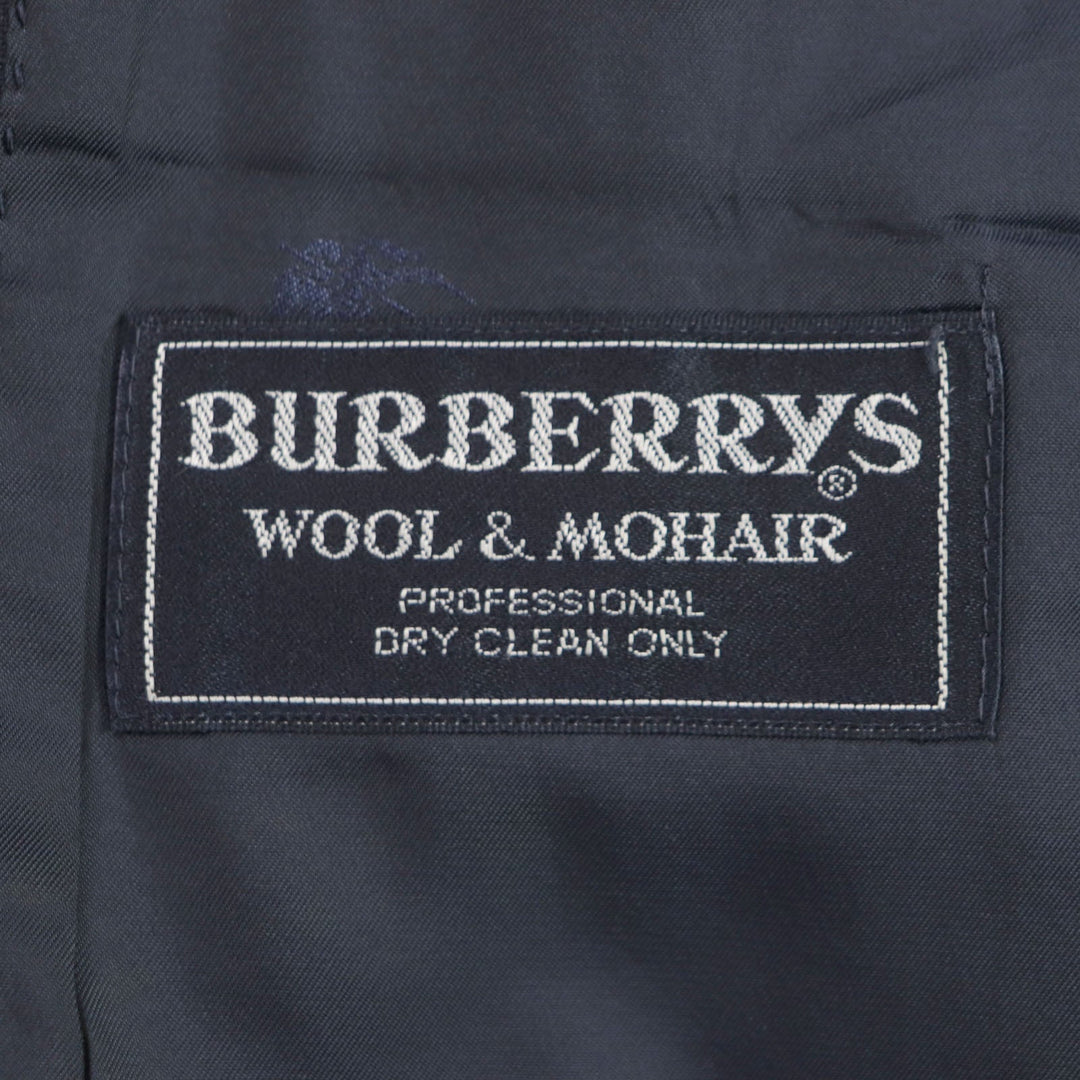 BURBERRYS®
WOOL & MOHAIR
PROFESSIONAL
DRY CLEAN ONLY